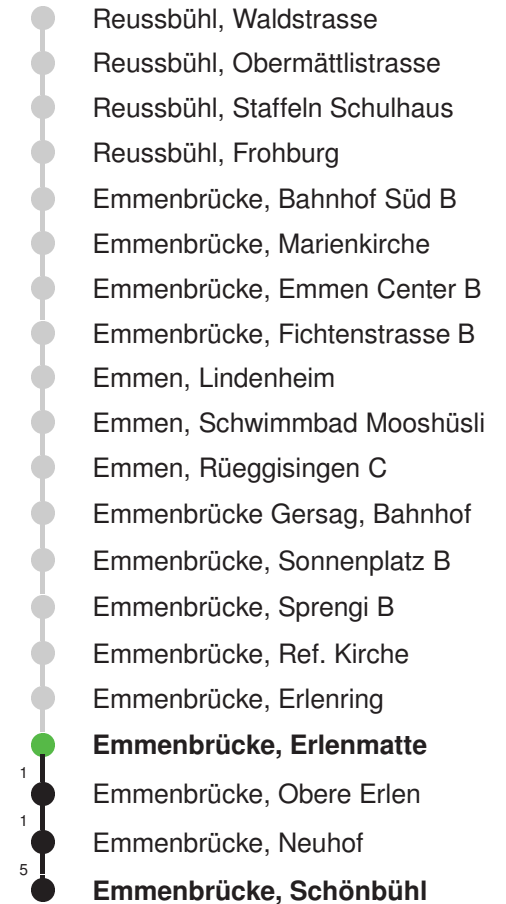 Reussbühl, Waldstrasse
Reussbühl, Obermättlistrasse
Reussbühl, Staffeln Schulhaus
Reussbühl, Frohburg
Emmenbrücke, Bahnhof Süd B
Emmenbrücke, Marienkirche
Emmenbrücke, Emmen Center B
Emmenbrücke, Fichtenstrasse B
Emmen, Lindenheim
Emmen, Schwimmbad Mooshüsli
Emmen, Rüeggisingen C
Emmenbrücke Gersag, Bahnhof
Emmenbrücke, Sonnenplatz B
Emmenbrücke, Sprengi B
Emmenbrücke, Ref. Kirche
Emmenbrücke, Erlenring
Emmenbrücke, Erlenmatte
1
Emmenbrücke, Obere Erlen
1
Emmenbrücke, Neuhof
5
Emmenbrücke, Schönbühl